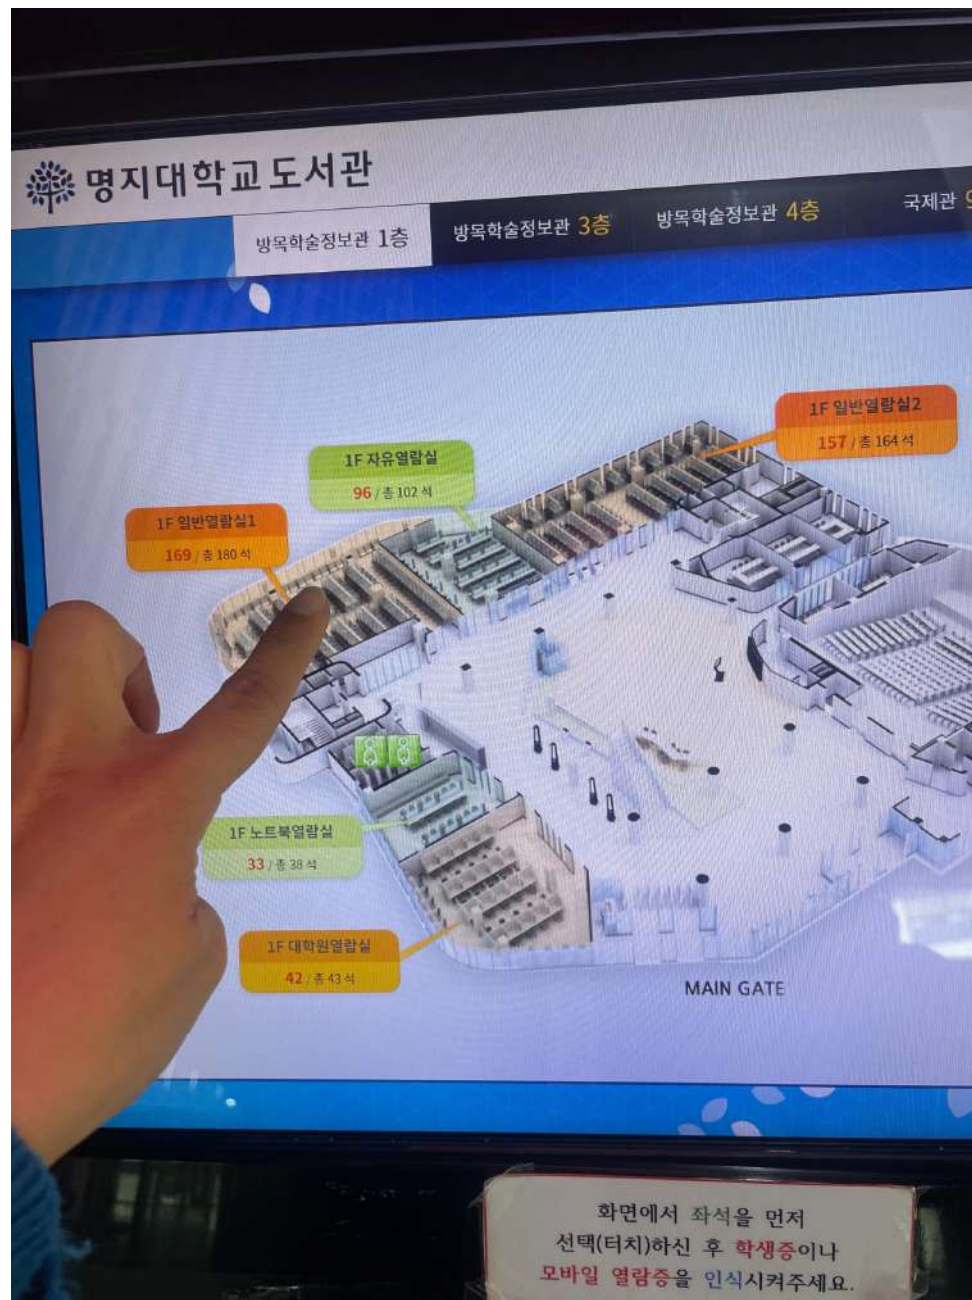 명지대학교 도서관
방목학술정보관 1층
방목학술정보관 3층
방목학술정보관 4층
국제관
1F 일반열람실2
157 / 총 164 석
1F 자유열람실
96 / 총 102 석
1F 일반열람실1
169 / 총 180 석
1F 노트북열람실
33 / 총 38 석
1F 대학원열람실
42 / 총 43 석
MAIN GATE
화면에서 좌석을 먼저
선택(터치)하신 후 학생증이나
모바일 열람증을 인식시켜주세요.